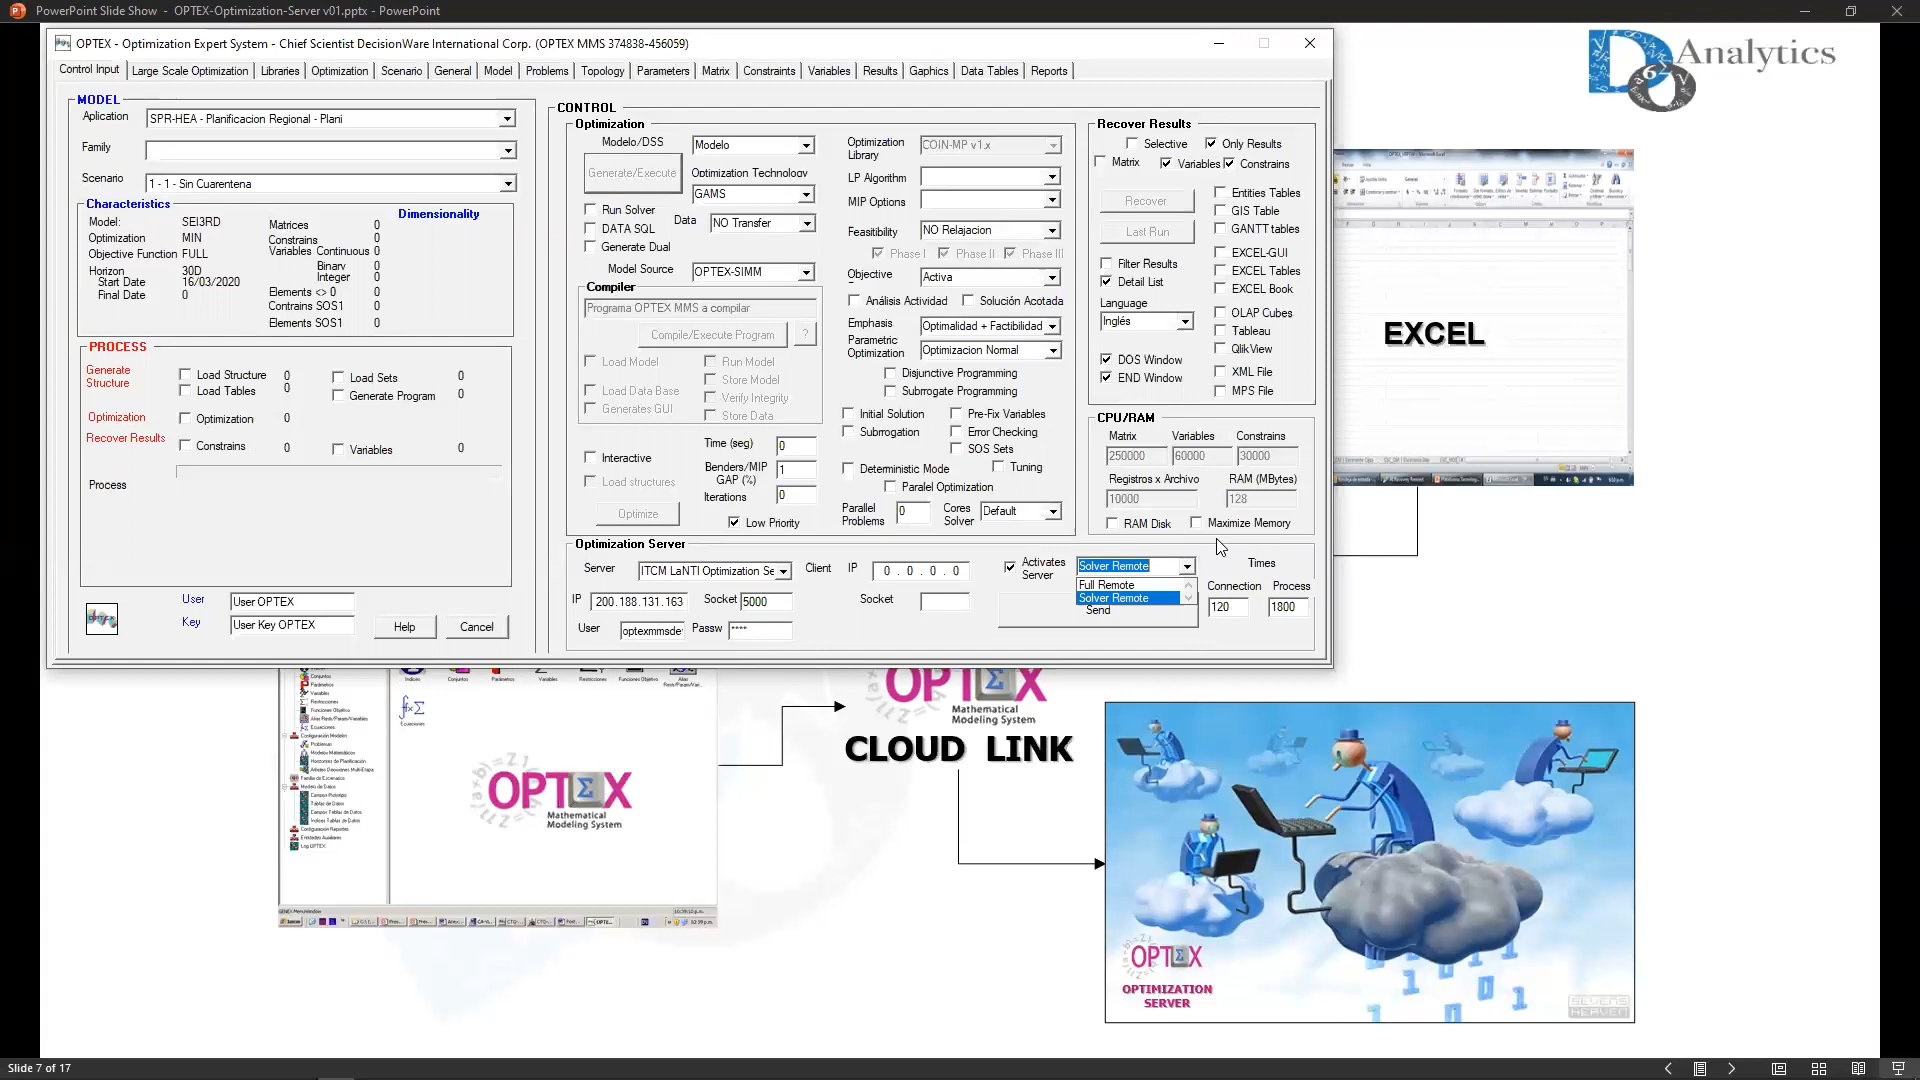 PowerPoint Slide Show - OPTEX-Optimization-Server v01.pptx - PowerPoint
OPTEX - Optimization Expert System - Chief Scientist DecisionWare International Corp. (OPTEX MMS 374838-456059)
Control Input
Large Scale Optimization
Libraries
Optimization
Scenario
General
Model
Problems
Topology
Parameters
Matrix
Constraints
Variables
Results
Gaphics
Data Tables
Reports
MODEL
Aplication
SPR-HEA - Planificacion Regional - Plani
Family
Scenario
1 - 1 - Sin Cuarentena
Characteristics
Model: SEI3RD
Optimization MIN
Objective Function FULL
Horizon 30D
Start Date 16/03/2020
Final Date 0
Dimensionality
Matrices 0
Constrains 0
Variables Continuous 0
Binary 0
Integer 0
Elements <> 0 0
Contrains SOS1 0
Elements SOS1 0
PROCESS
Generate
Structure
Load Structure 0
Load Tables 0
Load Sets 0
Generate Program 0
Optimization
Optimization 0
Recover Results
Constrains 0
Variables 0
Process
User
User OPTEX
Key
User Key OPTEX
Help
Cancel
CONTROL
Optimization
Modelo/DSS
Modelo
Generate/Execute
Optimization Technology
GAMS
Run Solver
DATA SQL
Generate Dual
Data
NO Transfer
Model Source
OPTEX-SIMM
Compiler
Programa OPTEX MMS a compilar
Compile/Execute Program
?
Load Model
Run Model
Store Model
Load Data Base
Verify Integrity
Generates GUI
Store Data
Interactive
Load structures
Optimize
Time (seg) 0
Benders/MIP
GAP (%) 1
Iterations 0
Low Priority
Optimization
Library
COIN-MP v1.x
LP Algorithm
MIP Options
Feasitibility
NO Relajacion
Phase I
Phase II
Phase III
Objective
Activa
Análisis Actividad
Solución Acotada
Emphasis
Optimalidad + Factibilidad
Parametric
Optimization
Optimizacion Normal
Disjunctive Programming
Subrogate Programming
Initial Solution
Pre-Fix Variables
Subrrogation
Error Checking
SOS Sets
Deterministic Mode
Tuning
Paralel Optimization
Parallel
Problems
0
Cores
Solver
Default
Recover Results
Selective
Only Results
Matrix
Variables
Constrains
Recover
Last Run
Entities Tables
GIS Table
GANTT tables
EXCEL-GUI
EXCEL Tables
EXCEL Book
OLAP Cubes
Tableau
QlikView
XML File
MPS File
Filter Results
Detail List
Language
Inglés
DOS Window
END Window
CPU/RAM
Matrix
Variables
Constrains
250000
60000
30000
Registros x Archivo
RAM (MBytes)
10000
128
RAM Disk
Maximize Memory
Optimization Server
Server
ITCM LaNTI Optimization Se
Client
IP
0 . 0 . 0 . 0
IP
200.188.131.163
Socket
5000
Socket
User
optexmmsde
Passw
****
Activates
Server
Solver Remote
Full Remote
Solver Remote
Send
Times
Connection
Process
120
1800
Analytics
EXCEL
OPTEX
Mathematical
Modeling System
CLOUD LINK
OPTEX
Mathematical
Modeling System
OPTEX
OPTIMIZATION
SERVER
SEVENS
HEAVEN
Slide 7 of 17